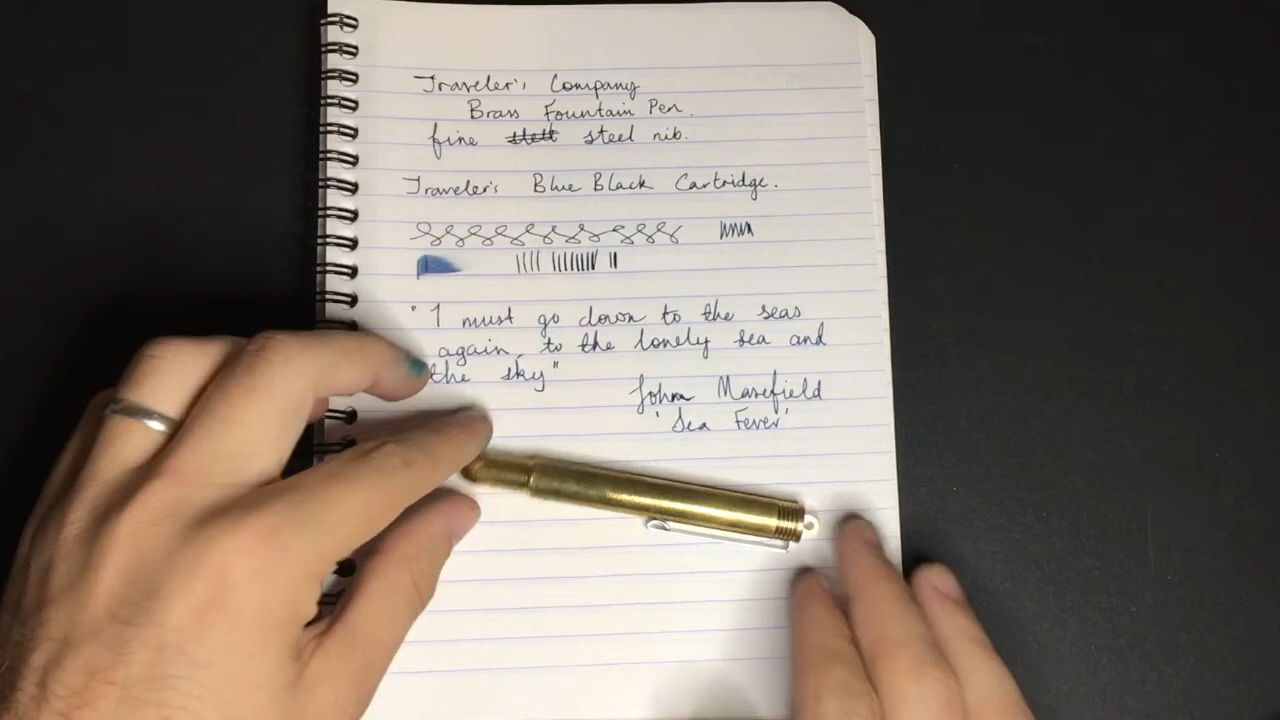 Traveler's Company
Brass Fountain Pen.
fine steel nib.
Traveler's Blue Black Cartridge.
"I must go down to the seas
again, to the lonely sea and
the sky"
John Masefield
'Sea Fever'